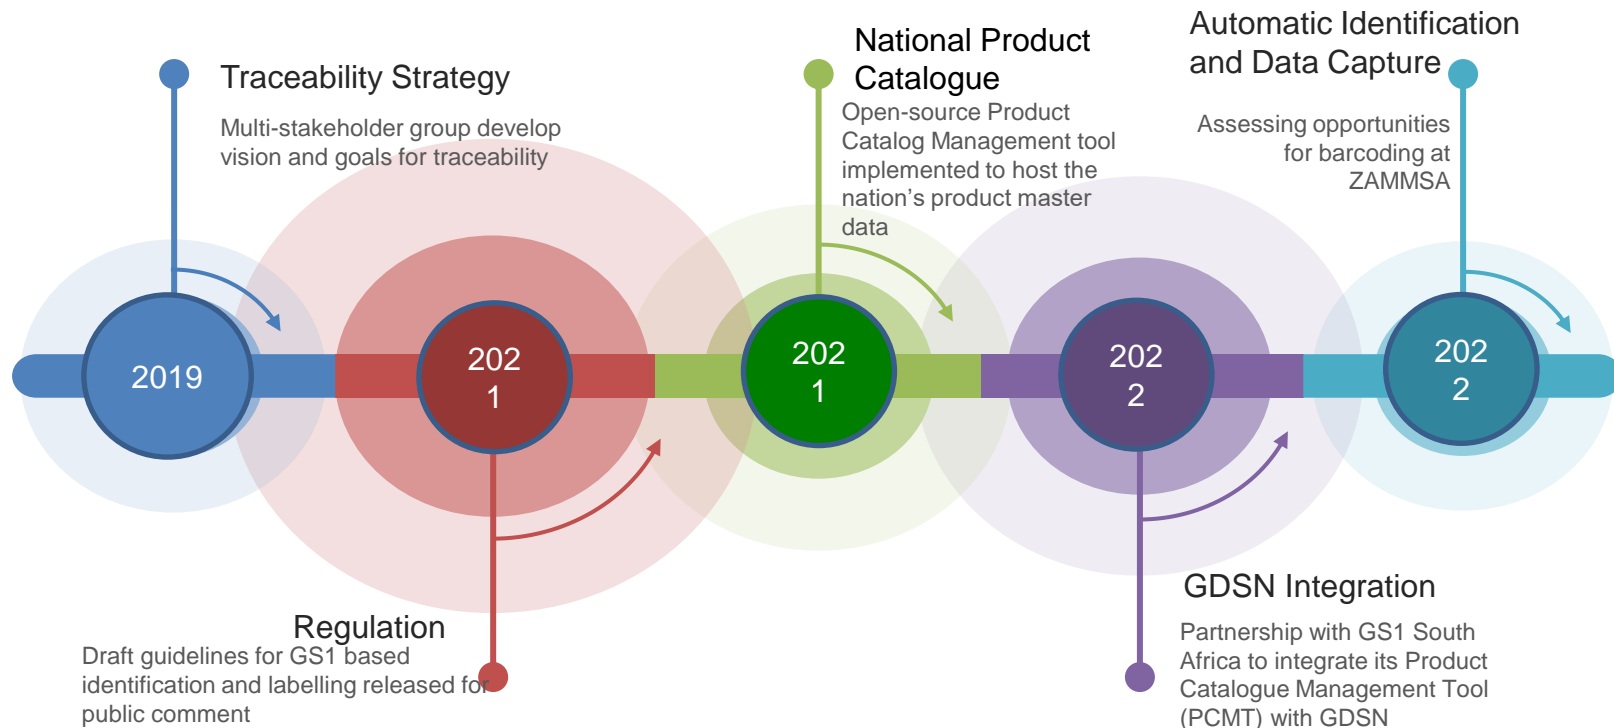 Traceability Strategy
Multi-stakeholder group develop
vision and goals for traceability
2019
Regulation
Draft guidelines for GS1 based
identification and labelling released for
public comment
202
1
National Product
Catalogue
Open-source Product
Catalog Management tool
implemented to host the
nation’s product master
data
202
1
GDSN Integration
Partnership with GS1 South
Africa to integrate its Product
Catalogue Management Tool
(PCMT) with GDSN
202
2
Automatic Identification
and Data Capture
Assessing opportunities
for barcoding at
ZAMMSA
202
2